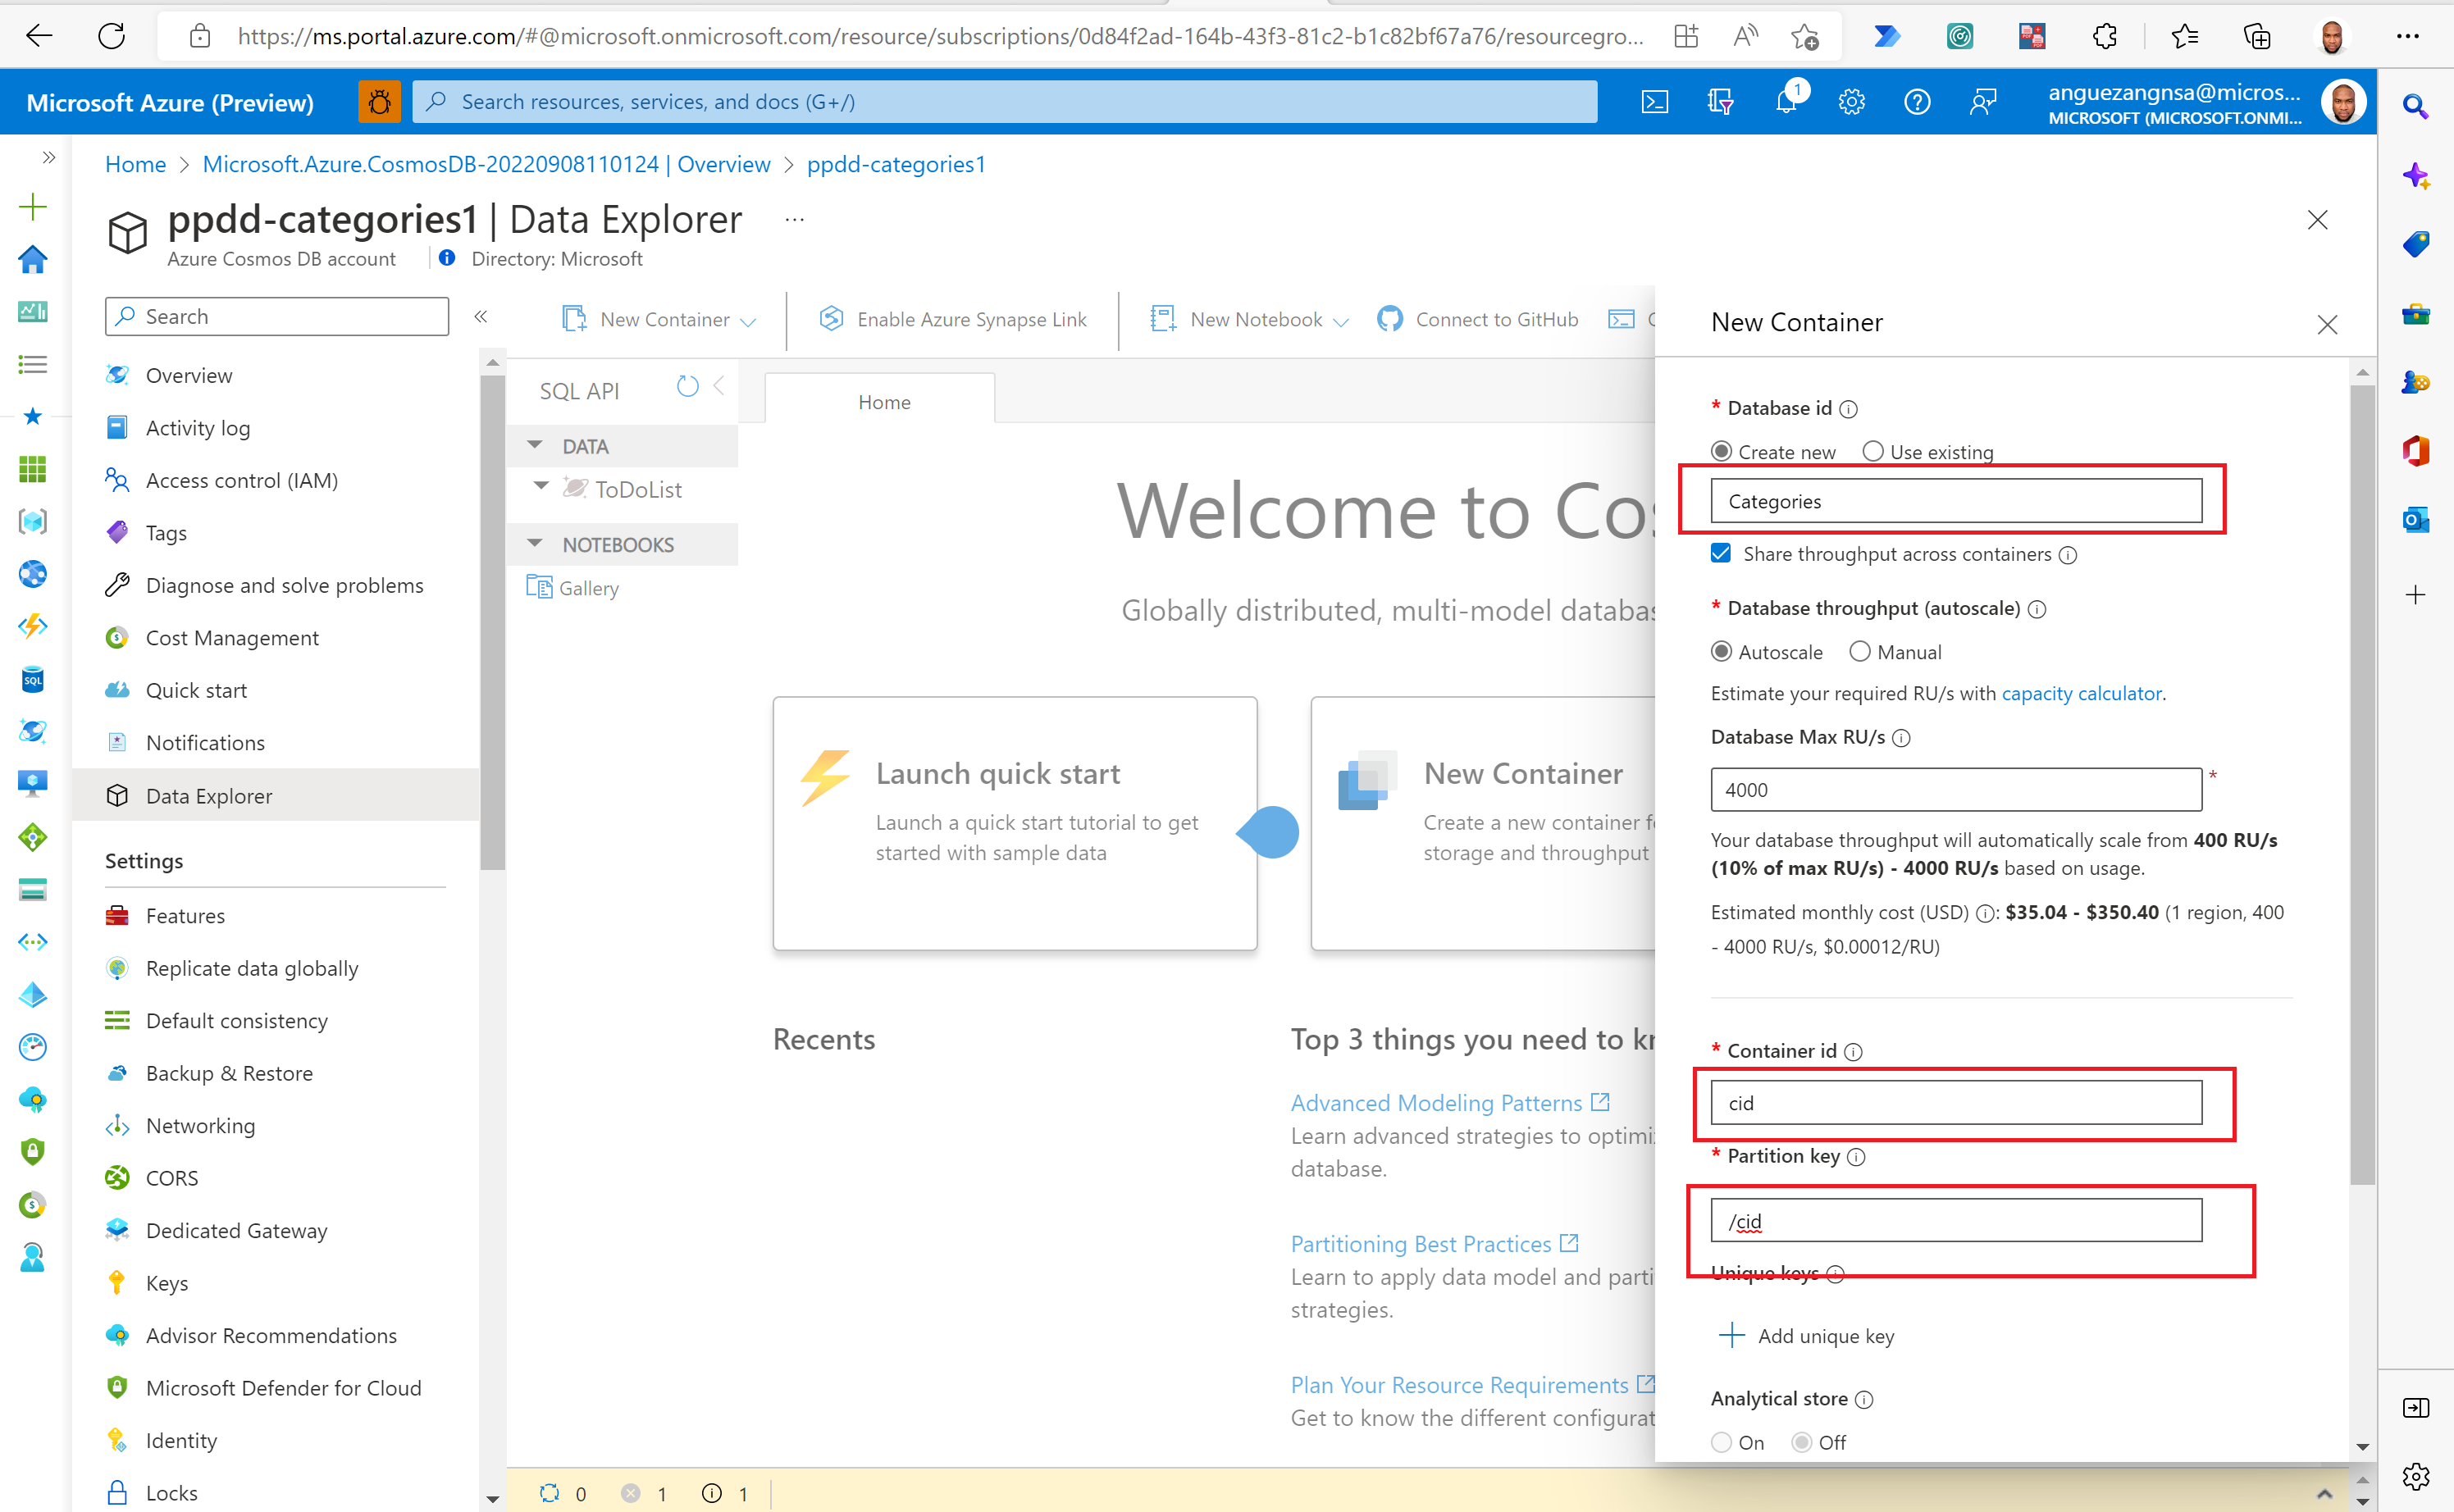 https://ms.portal.azure.com/#@microsoft.onmicrosoft.com/resource/subscriptions/0d84f2ad-164b-43f3-81c2-b1c82bf67a76/resourcegro...
Microsoft Azure (Preview)
Search resources, services, and docs (G+/)
1
anguezangnsa@micros...
MICROSOFT (MICROSOFT.ONMI...
Home > Microsoft.Azure.CosmosDB-20220908110124 | Overview > ppdd-categories1
ppdd-categories1 | Data Explorer ...
Azure Cosmos DB account
Directory: Microsoft
Search
«
Overview
Activity log
Access control (IAM)
Tags
Diagnose and solve problems
Cost Management
Quick start
Notifications
Data Explorer
Settings
Features
Replicate data globally
Default consistency
Backup & Restore
Networking
CORS
Dedicated Gateway
Keys
Advisor Recommendations
Microsoft Defender for Cloud
Identity
Locks
New Container
Enable Azure Synapse Link
New Notebook
Connect to GitHub
SQL API
DATA
ToDoList
NOTEBOOKS
Gallery
Home
Welcome to Cos
Globally distributed, multi-model databas
Launch quick start
Launch a quick start tutorial to get
started with sample data
New Container
Create a new container f
storage and throughput
Recents
Top 3 things you need to kr
Advanced Modeling Patterns
Learn advanced strategies to optimi
database.
Partitioning Best Practices
Learn to apply data model and parti
strategies.
Plan Your Resource Requirements
Get to know the different configurat
0 1 1
New Container
* Database id
Create new Use existing
Categories
Share throughput across containers
* Database throughput (autoscale)
Autoscale Manual
Estimate your required RU/s with capacity calculator.
Database Max RU/s
4000 *
Your database throughput will automatically scale from 400 RU/s
(10% of max RU/s) - 4000 RU/s based on usage.
Estimated monthly cost (USD) : $35.04 - $350.40 (1 region, 400
- 4000 RU/s, $0.00012/RU)
* Container id
cid
* Partition key
/cid
Unique keys
Add unique key
Analytical store
On Off